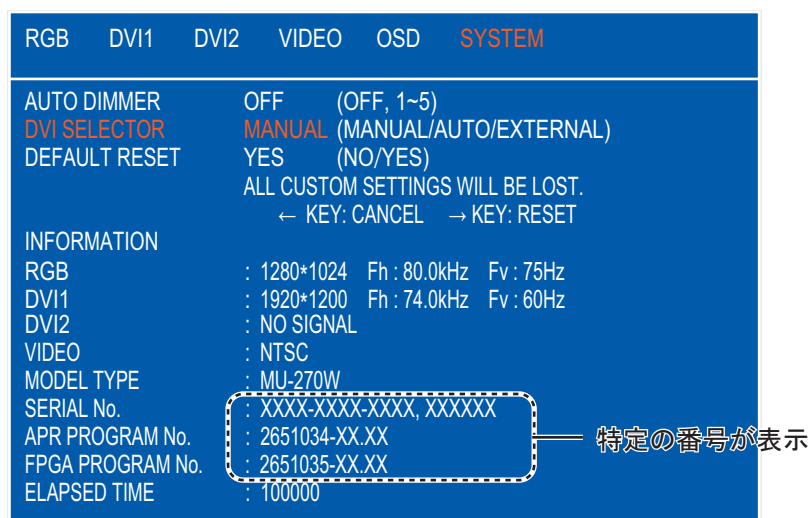 RGB DVI1 DVI2 VIDEO OSD SYSTEM
AUTO DIMMER OFF (OFF, 1~5)
DVI SELECTOR MANUAL (MANUAL/AUTO/EXTERNAL)
DEFAULT RESET YES (NO/YES)
ALL CUSTOM SETTINGS WILL BE LOST.
← KEY: CANCEL → KEY: RESET
INFORMATION
RGB : 1280*1024 Fh : 80.0kHz Fv : 75Hz
DVI1 : 1920*1200 Fh : 74.0kHz Fv : 60Hz
DVI2 : NO SIGNAL
VIDEO : NTSC
MODEL TYPE : MU-270W
SERIAL No. : XXXX-XXXX-XXXX, XXXXXX
APR PROGRAM No. : 2651034-XX.XX
特定の番号が表示
FPGA PROGRAM No. : 2651035-XX.XX
ELAPSED TIME : 100000